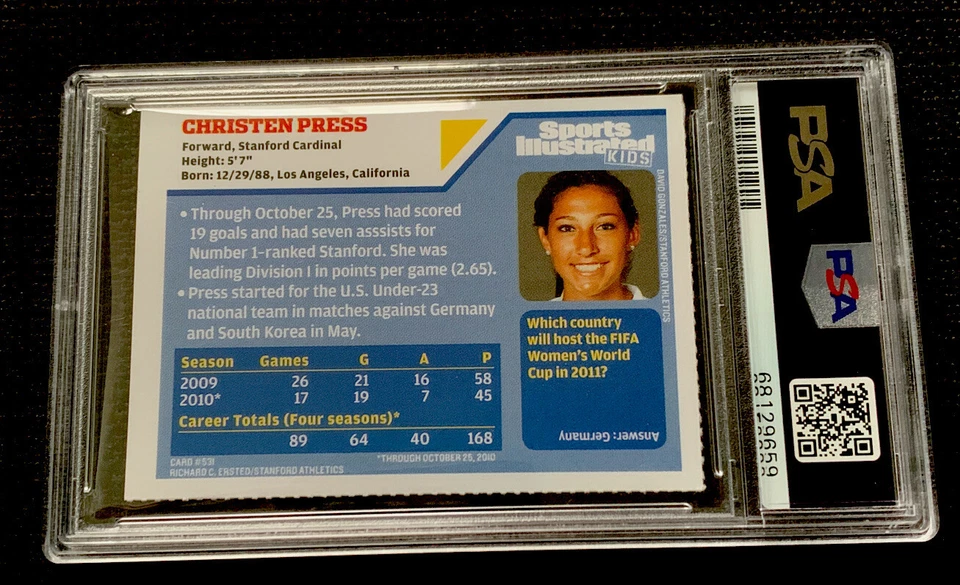 CHRISTEN PRESS
Forward, Stanford Cardinal
Height: 5'7"
Born: 12/29/88, Los Angeles, California
• Through October 25, Press had scored
19 goals and had seven asssists for
Number 1-ranked Stanford. She was
leading Division I in points per game (2.65).
• Press started for the U.S. Under-23
national team in matches against Germany
and South Korea in May.
Season Games G A P
2009 26 21 16 58
2010* 17 19 7 45
Career Totals (Four seasons)*
89 64 40 168
*THROUGH OCTOBER 25, 2010
CARD #531
RICHARD C. ERSTED/STANFORD ATHLETICS
Sports
Illustrated
KIDS
DAVID GONZALES/STANFORD ATHLETICS
Which country
will host the FIFA
Women's World
Cup in 2011?
Answer: Germany
PSA
PSA
68129659